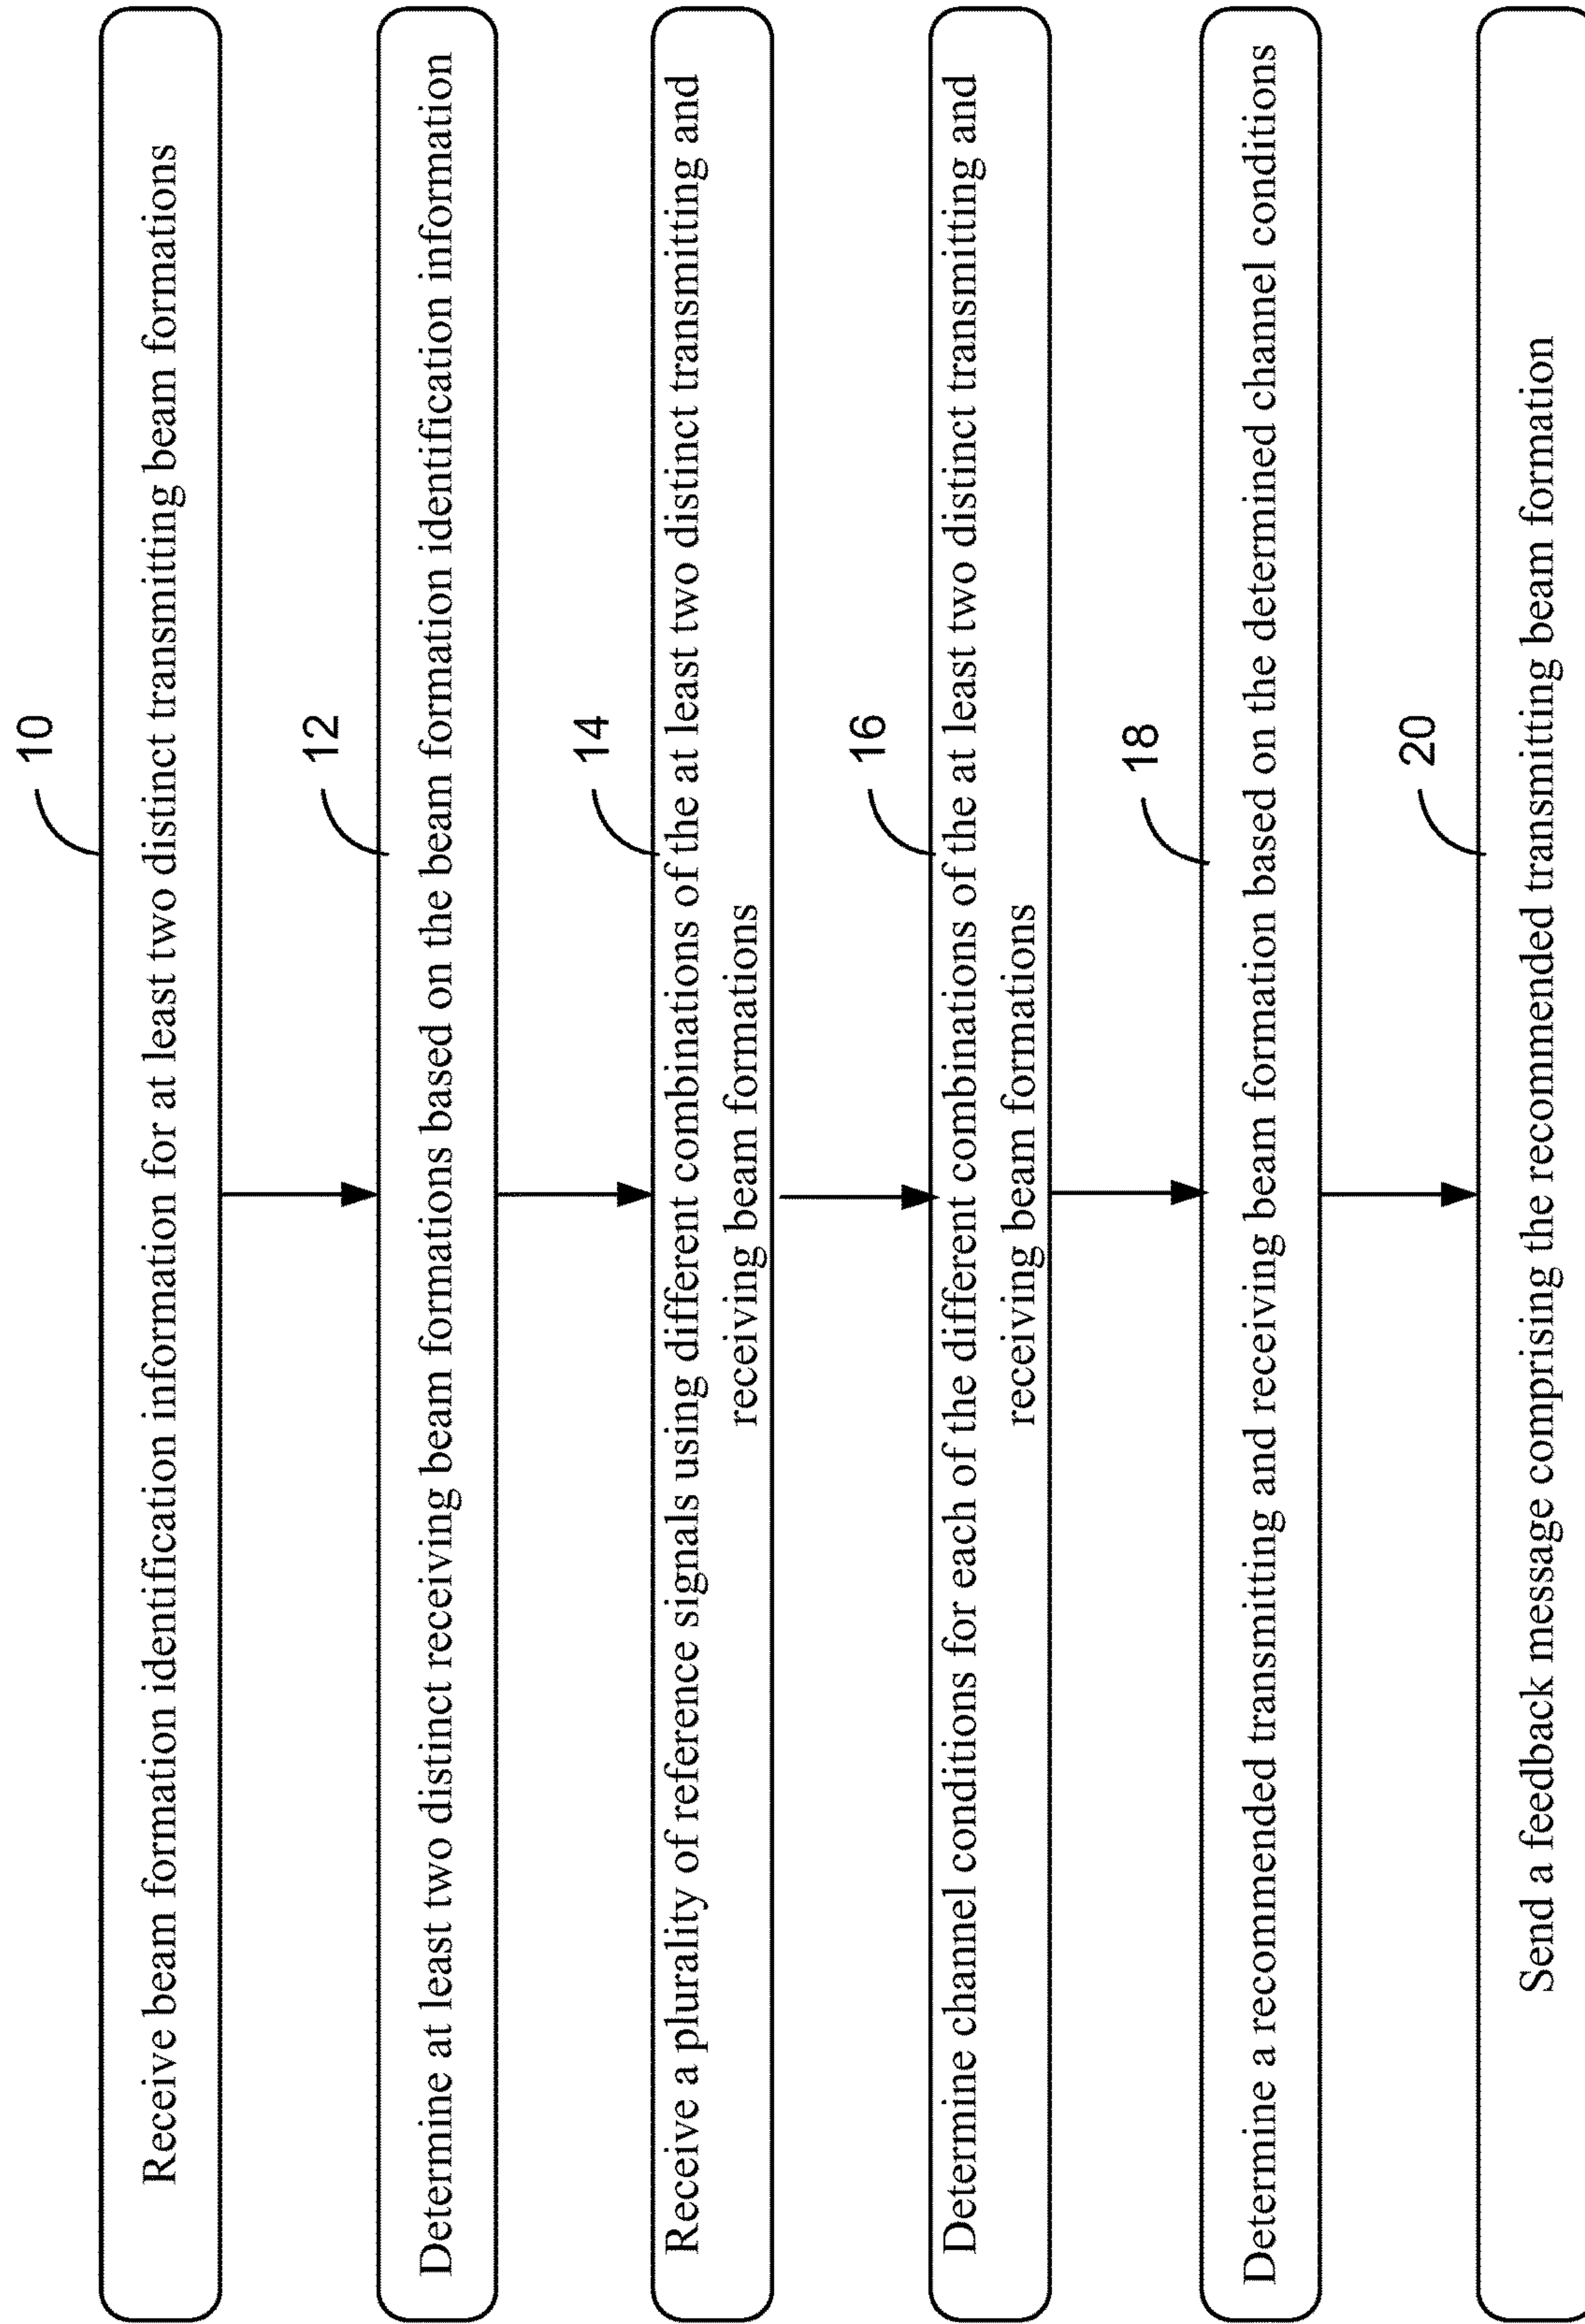 10
Receive beam formation identification information for at least two distinct transmitting beam formations
12
Determine at least two distinct receiving beam formations based on the beam formation identification information
14
Receive a plurality of reference signals using different combinations of the at least two distinct transmitting and
receiving beam formations
16
Determine channel conditions for each of the different combinations of the at least two distinct transmitting and
receiving beam formations
18
Determine a recommended transmitting and receiving beam formation based on the determined channel conditions
20
Send a feedback message comprising the recommended transmitting beam formation